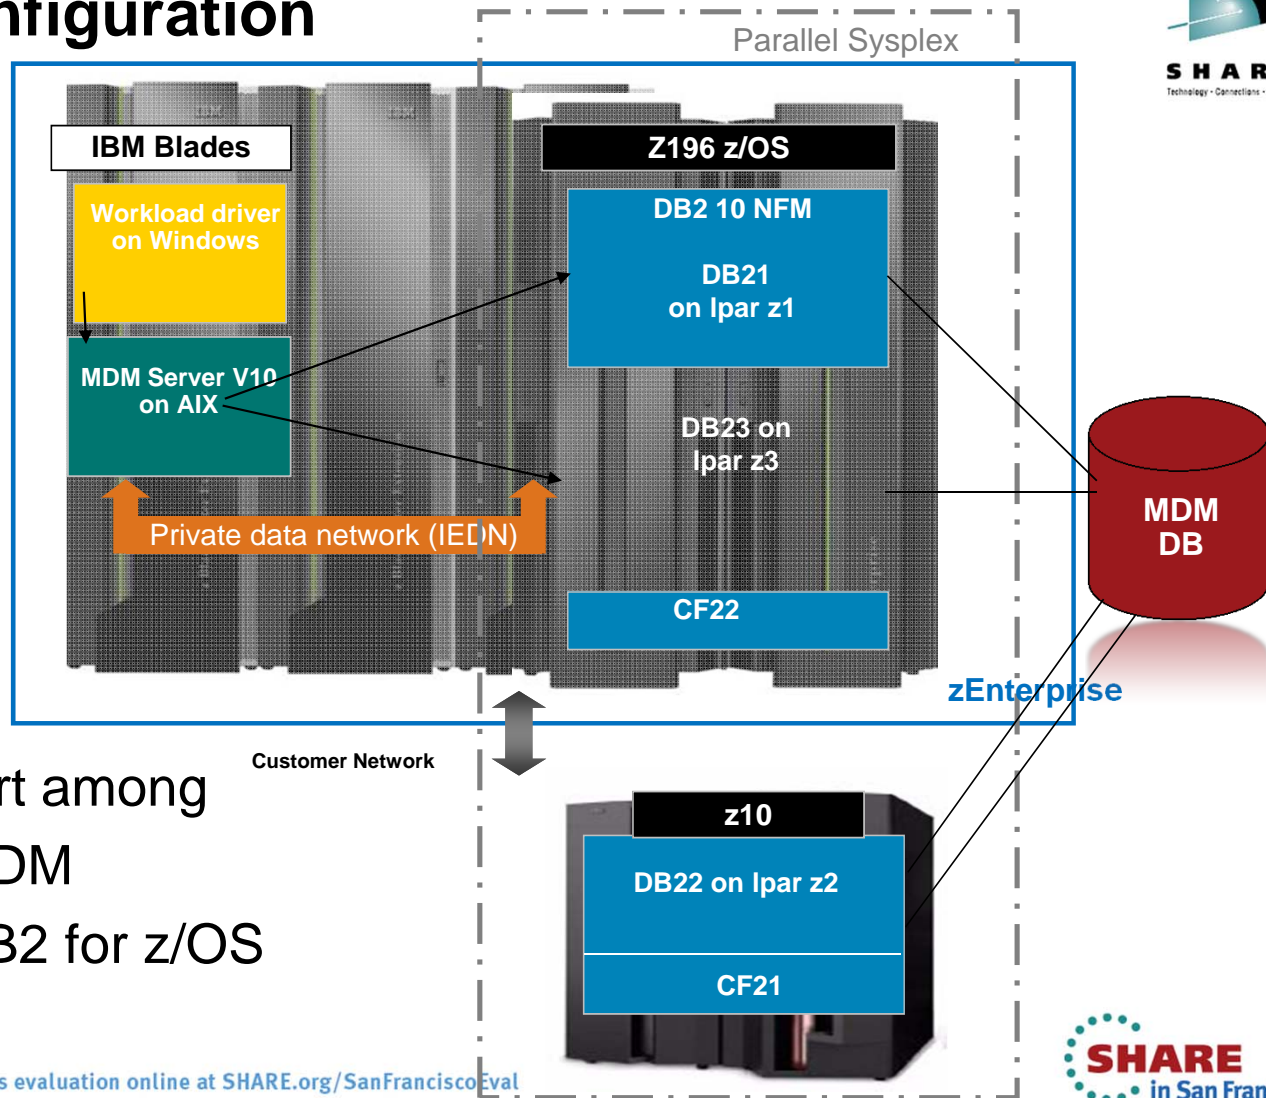 nfiguration
Parallel Sysplex
SHAR
Technology - Connections -
IBM Blades
Z196 z/OS
Workload driver
on Windows
DB2 10 NFM
DB21
on lpar z1
MDM Server V10
on AIX
DB23 on
lpar z3
MDM
DB
Private data network (IEDN)
CF22
zEnterprise
Customer Network
rt among
DM
B2 for z/OS
z10
DB22 on lpar z2
CF21
s evaluation online at SHARE.org/SanFranciscoEval
SHARE
in San Fran